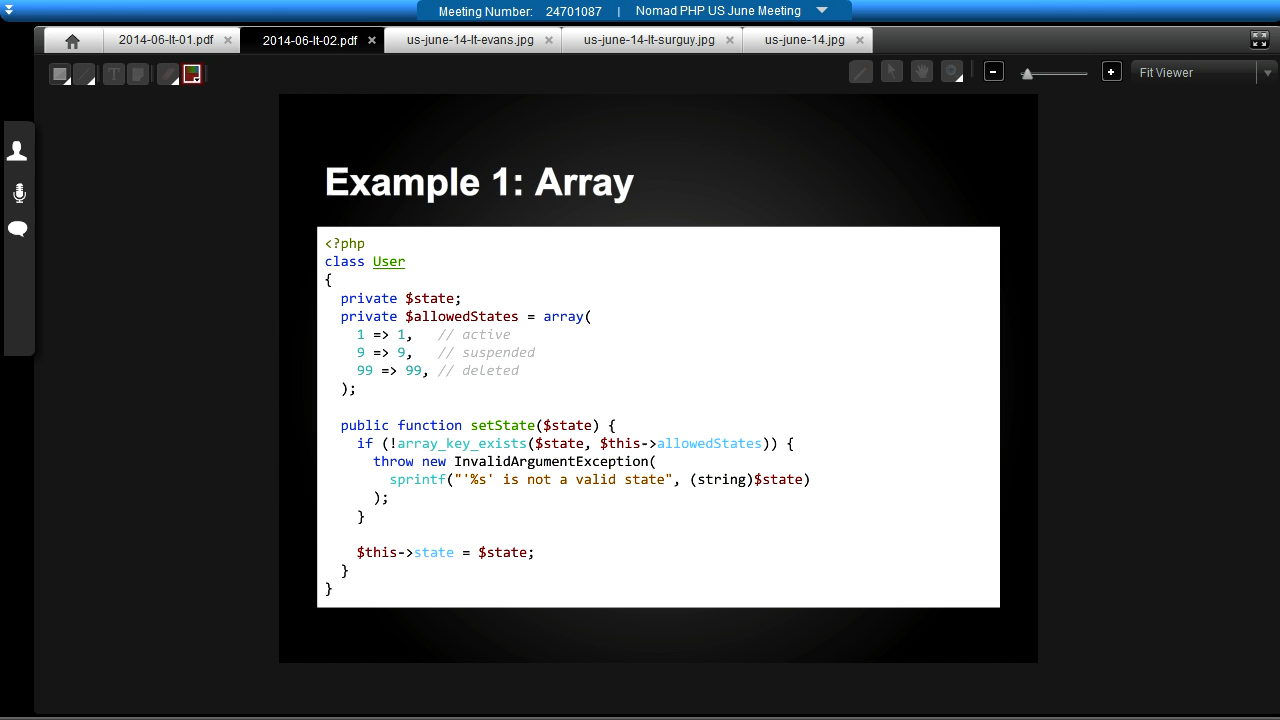 Meeting Number: 24701087 | Nomad PHP US June Meeting
2014-06-lt-01.pdf
2014-06-lt-02.pdf
us-june-14-lt-evans.jpg
us-june-14-lt-surguy.jpg
us-june-14.jpg
T
Fit Viewer
Example 1: Array
<?php
class User
{
  private $state;
  private $allowedStates = array(
    1 => 1,   // active
    9 => 9,   // suspended
    99 => 99, // deleted
  );
  public function setState($state) {
    if (!array_key_exists($state, $this->allowedStates)) {
      throw new InvalidArgumentException(
        sprintf("'%s' is not a valid state", (string)$state)
      );
    }
    $this->state = $state;
  }
}